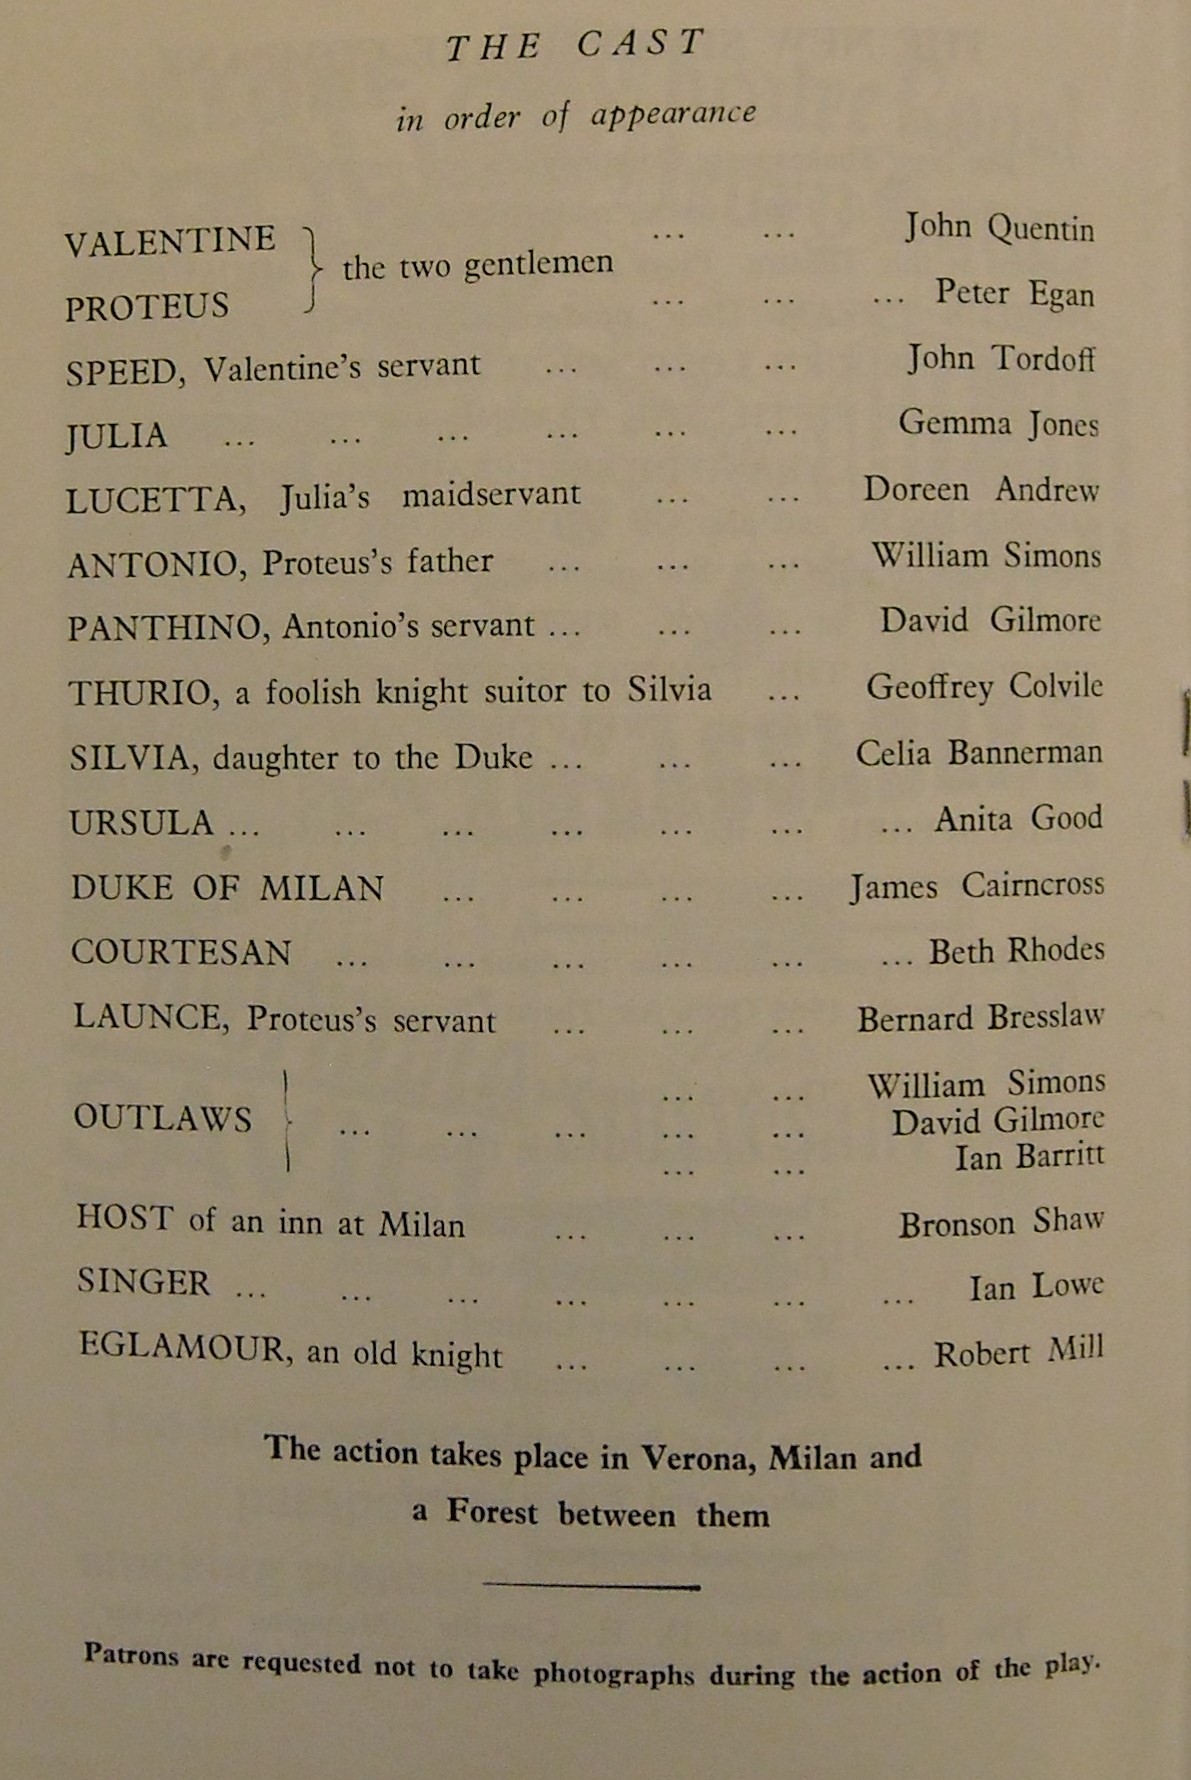 THE CAST
in order of appearance
VALENTINE } the two gentlemen ... ... John Quentin
PROTEUS ... ... ... Peter Egan
SPEED, Valentine's servant ... ... ... John Tordoff
JULIA ... ... ... ... ... ... Gemma Jones
LUCETTA, Julia's maidservant ... ... Doreen Andrew
ANTONIO, Proteus's father ... ... ... William Simons
PANTHINO, Antonio's servant ... ... ... David Gilmore
THURIO, a foolish knight suitor to Silvia ... Geoffrey Colvile
SILVIA, daughter to the Duke ... ... ... Celia Bannerman
URSULA ... ... ... ... ... ... ... Anita Good
DUKE OF MILAN ... ... ... ... James Cairncross
COURTESAN ... ... ... ... ... ... Beth Rhodes
LAUNCE, Proteus's servant ... ... ... Bernard Bresslaw
... ... William Simons
OUTLAWS } ... ... ... ... ... David Gilmore
... ... Ian Barritt
HOST of an inn at Milan ... ... ... Bronson Shaw
SINGER ... ... ... ... ... ... ... Ian Lowe
EGLAMOUR, an old knight ... ... ... ... Robert Mill
The action takes place in Verona, Milan and
a Forest between them
Patrons are requested not to take photographs during the action of the play.